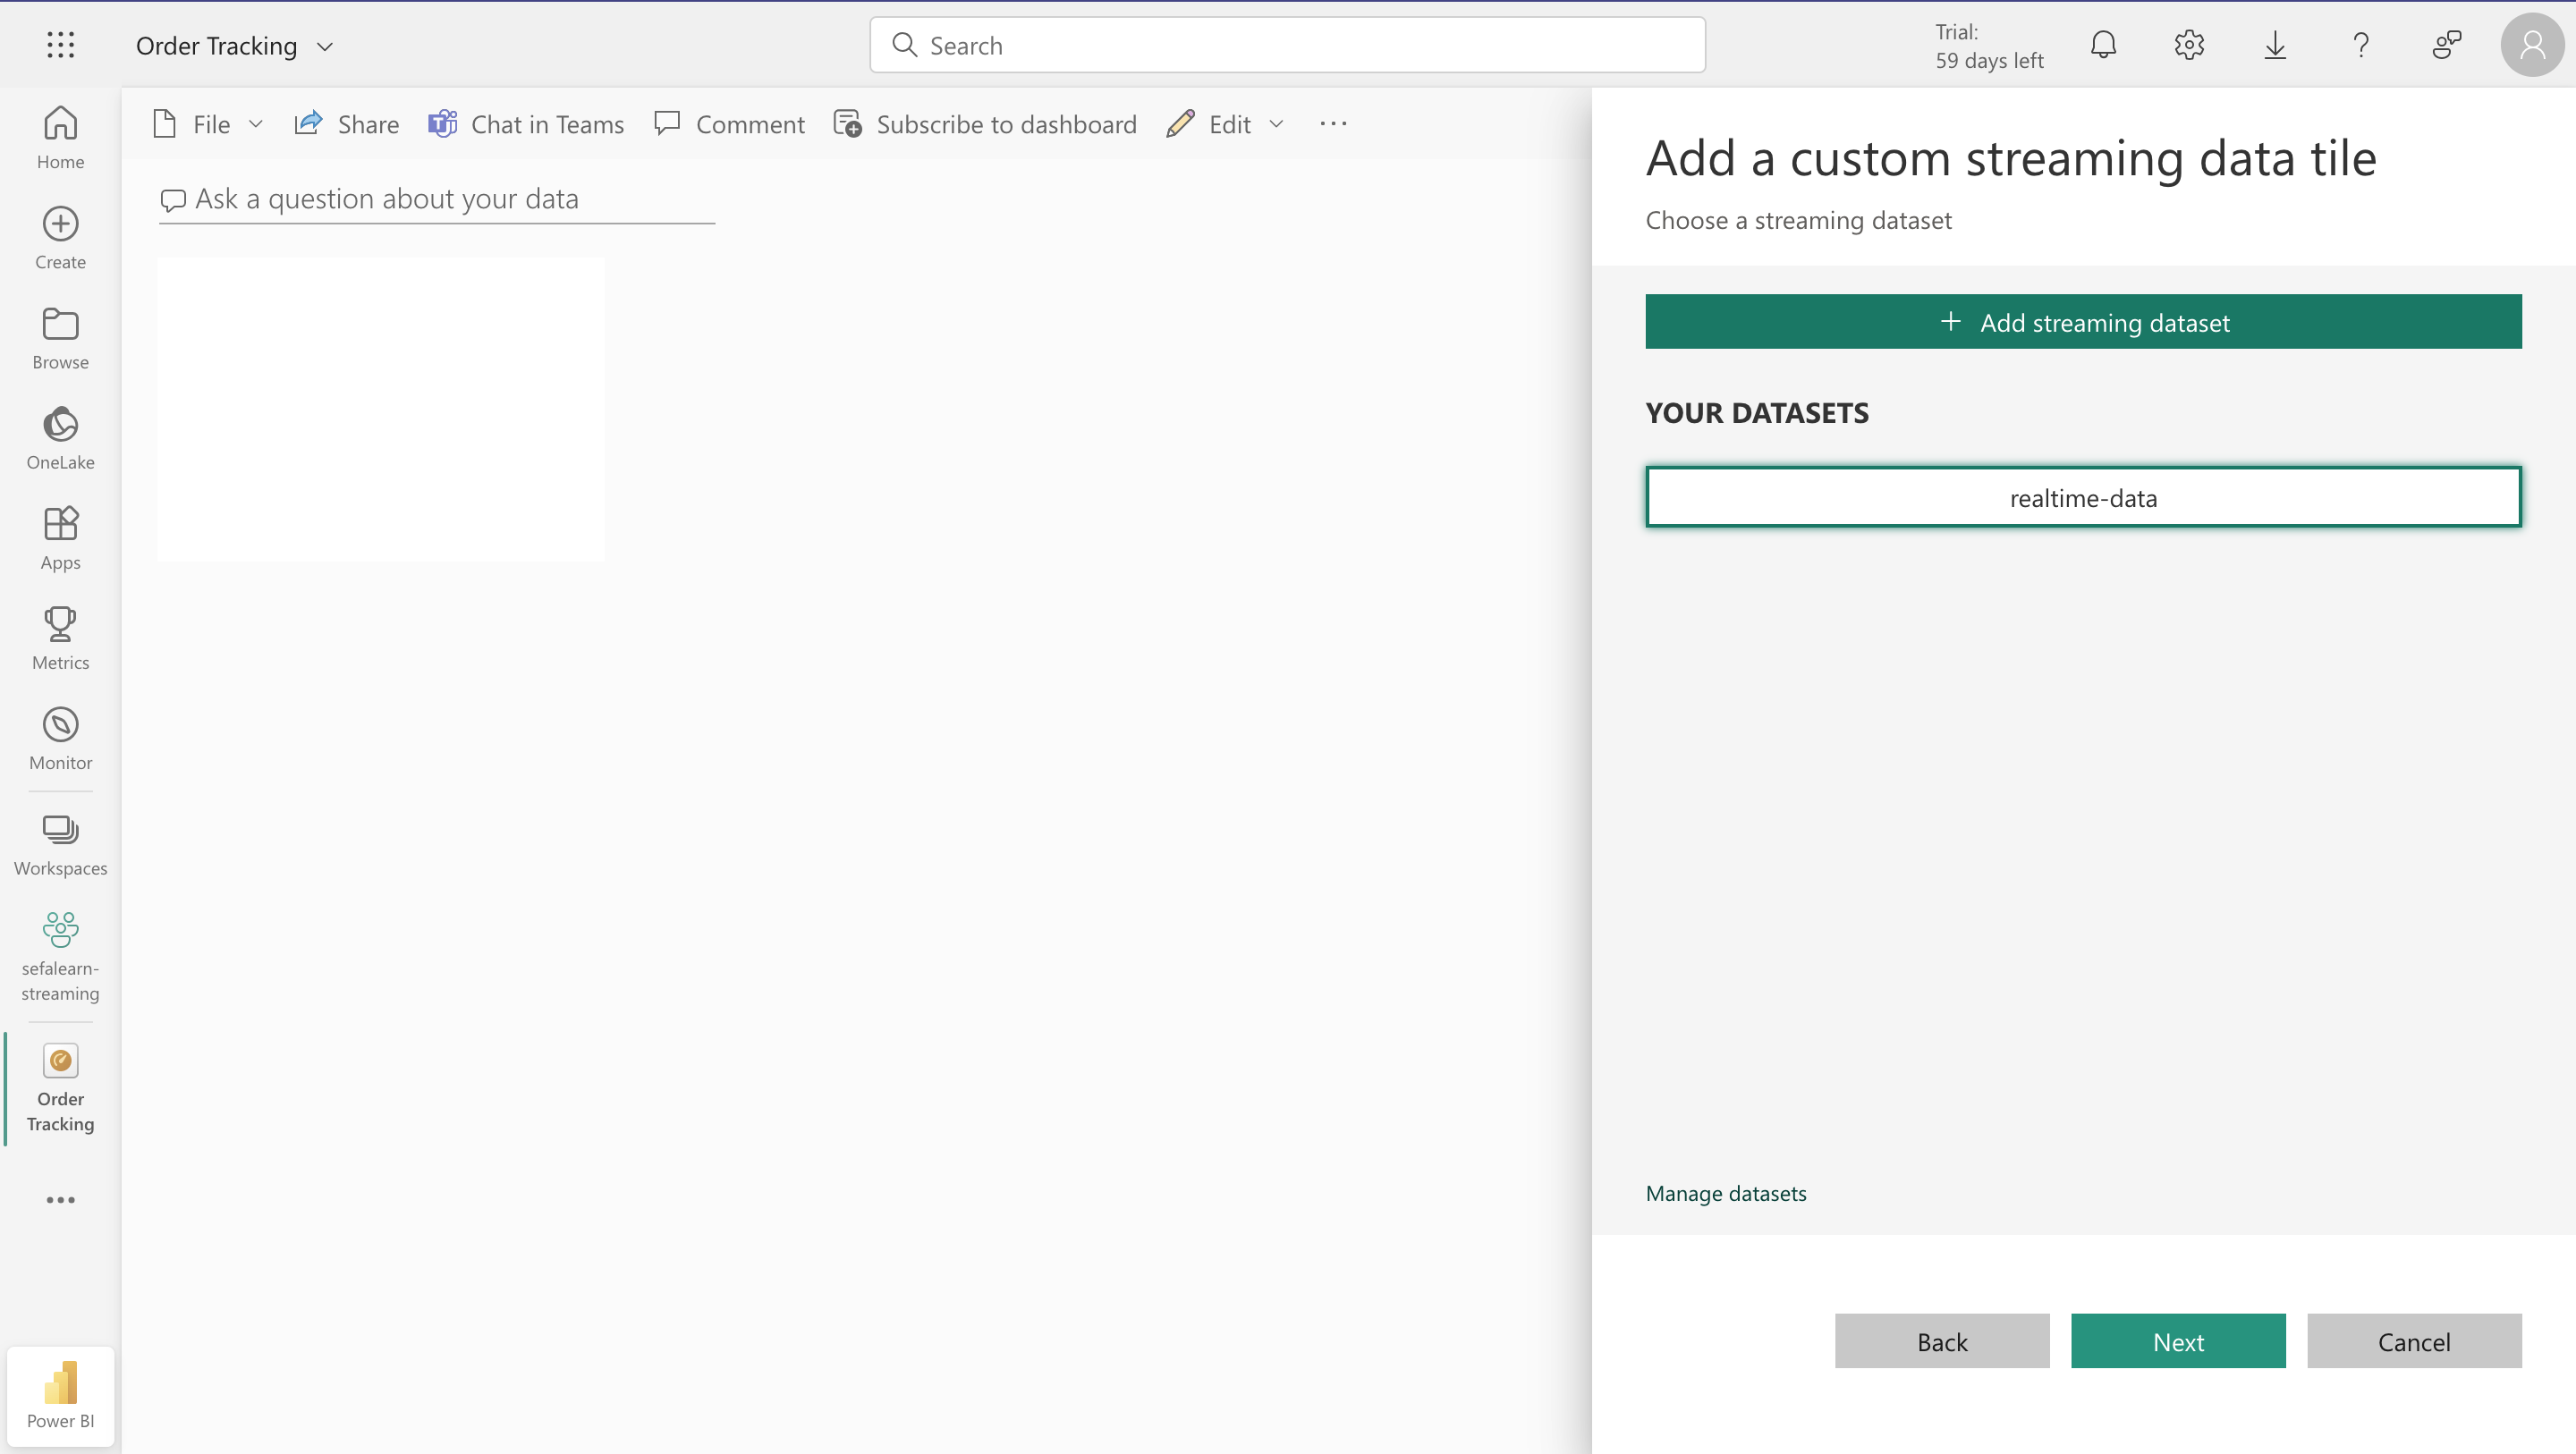 Order Tracking
Search
Trial:
59 days left
Home
Create
Browse
OneLake
Apps
Metrics
Monitor
Workspaces
sefalearn-
streaming
Order
Tracking
Power BI
File
Share
Chat in Teams
Comment
Subscribe to dashboard
Edit
Ask a question about your data
Add a custom streaming data tile
Choose a streaming dataset
+ Add streaming dataset
YOUR DATASETS
realtime-data
Manage datasets
Back
Next
Cancel